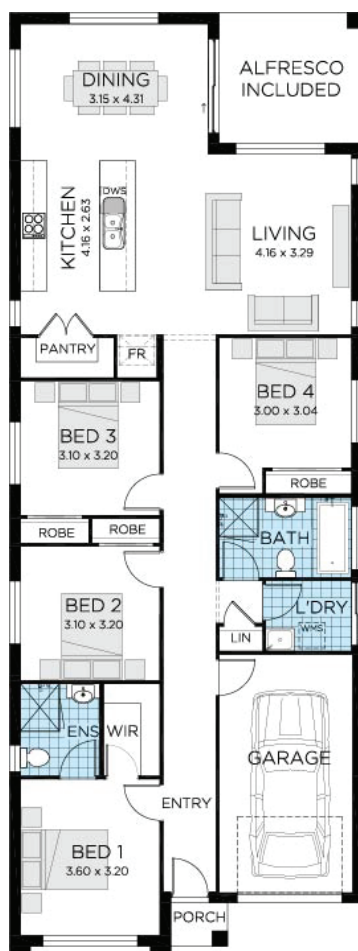 DINING
3.15 x 4.31
ALFRESCO
INCLUDED
DWS
KITCHEN
4.16 x 2.63
LIVING
4.16 x 3.29
PANTRY
FR
BED 4
3.00 x 3.04
BED 3
3.10 x 3.20
ROBE
ROBE
ROBE
BATH
BED 2
3.10 x 3.20
L'DRY
WMS
LIN
ENS
WIR
GARAGE
ENTRY
BED 1
3.60 x 3.20
PORCH